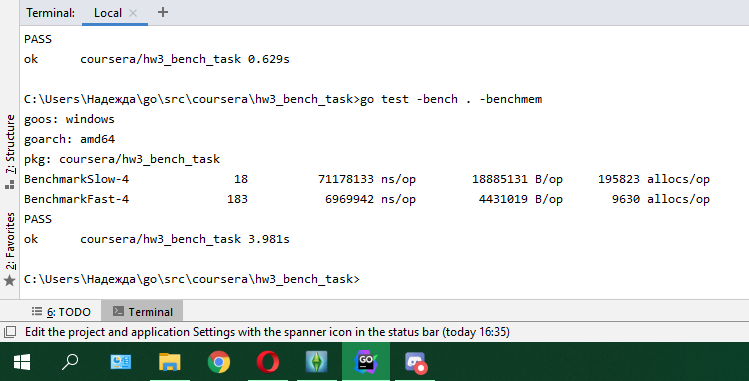 Terminal: Local × +
PASS
ok coursera/hw3_bench_task 0.629s
C:\Users\Надежда\go\src\coursera\hw3_bench_task>go test -bench . -benchmem
goos: windows
goarch: amd64
pkg: coursera/hw3_bench_task
BenchmarkSlow-4 18 71178133 ns/op 18885131 B/op 195823 allocs/op
BenchmarkFast-4 183 6969942 ns/op 4431019 B/op 9630 allocs/op
PASS
ok coursera/hw3_bench_task 3.981s
C:\Users\Надежда\go\src\coursera\hw3_bench_task>
7: Structure
2: Favorites
6: TODO Terminal
Edit the project and application Settings with the spanner icon in the status bar (today 16:35)
GO